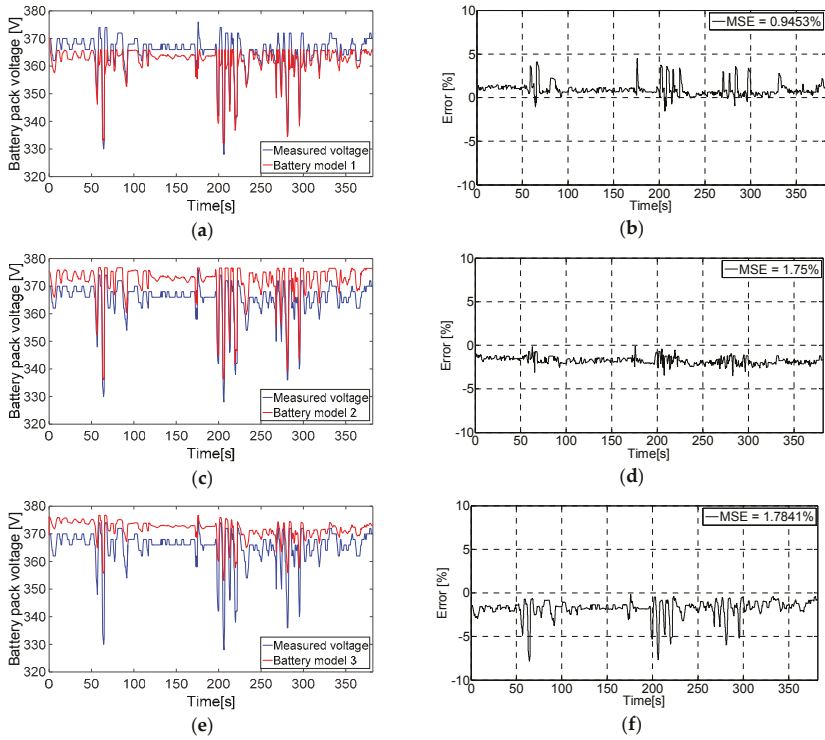 Battery pack voltage [V]
380
370
360
350
340
330
320
0 50 100 150 200 250 300 350
Time[s]
Measured voltage
Battery model 1
(a)
Error [%]
10
5
0
-5
-10
0 50 100 150 200 250 300 350
Time[s]
MSE = 0.9453%
(b)
Battery pack voltage [V]
380
370
360
350
340
330
320
0 50 100 150 200 250 300 350
Time[s]
Measured voltage
Battery model 2
(c)
Error [%]
10
5
0
-5
-10
0 50 100 150 200 250 300 350
Time[s]
MSE = 1.75%
(d)
Battery pack voltage [V]
380
370
360
350
340
330
320
0 50 100 150 200 250 300 350
Time [s]
Measured voltage
Battery model 3
(e)
Error [%]
10
5
0
-5
-10
0 50 100 150 200 250 300 350
Time[s]
MSE = 1.7841%
(f)